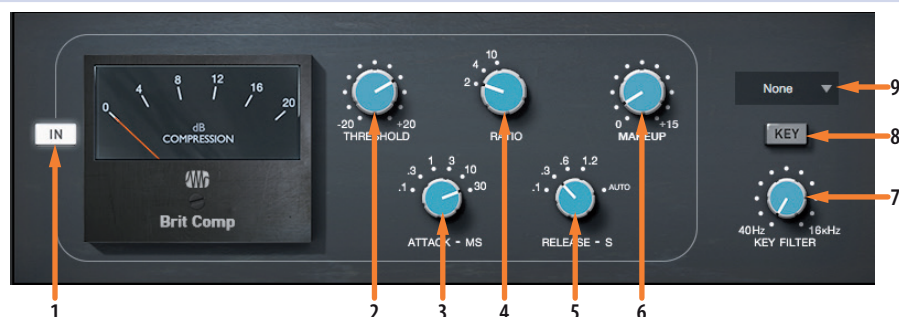 IN
0 4 8 12 16 20
dB
COMPRESSION
Brit Comp
-20 +20
THRESHOLD
2 4 10
RATIO
0 +15
MAKEUP
.1 .3 1 3 10 30
ATTACK - MS
.1 .3 .6 1.2 AUTO
RELEASE - S
None
KEY
40Hz 16kHz
KEY FILTER
1 2 3 4 5 6 7 8 9